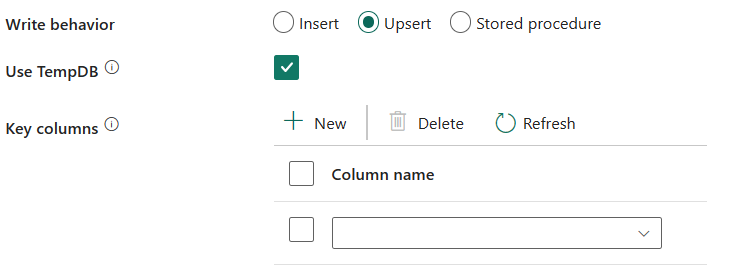 Write behavior Insert Upsert Stored procedure
Use TempDB
Key columns New Delete Refresh
Column name